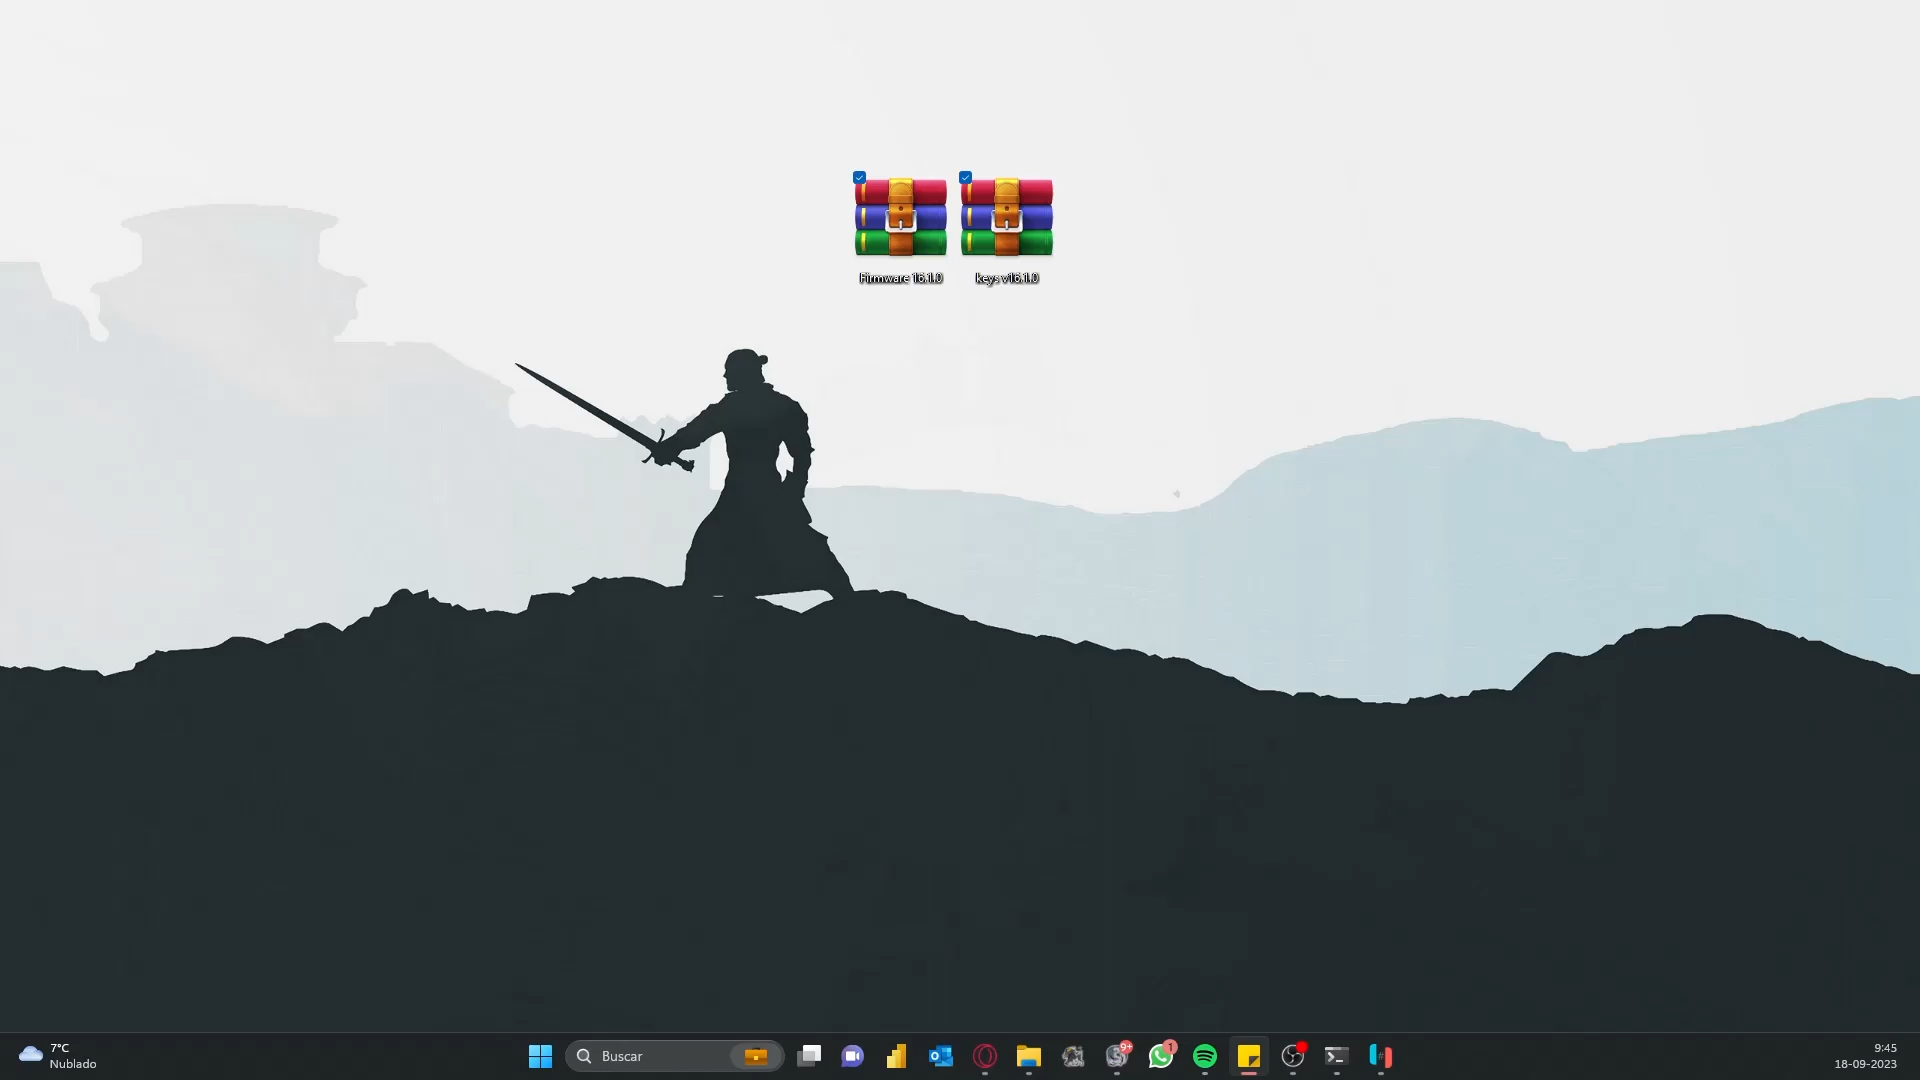 Firmware 16.1.0
keys v16.1.0
7°C
Nublado
Buscar
9+
1
9:45
18-09-2023